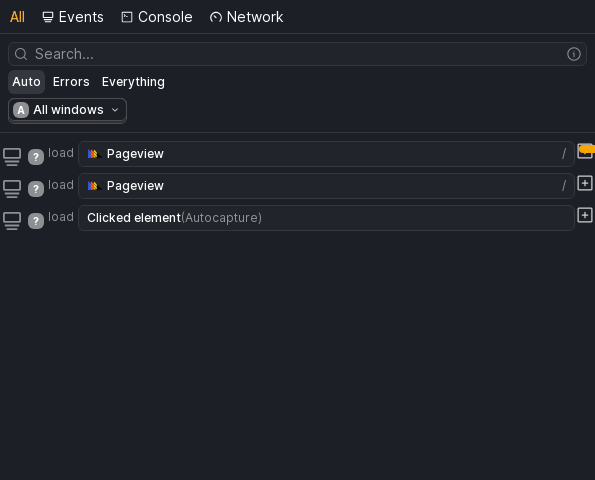 All Events Console Network
Search...
Auto Errors Everything
A All windows
? load Pageview /
? load Pageview /
? load Clicked element(Autocapture)